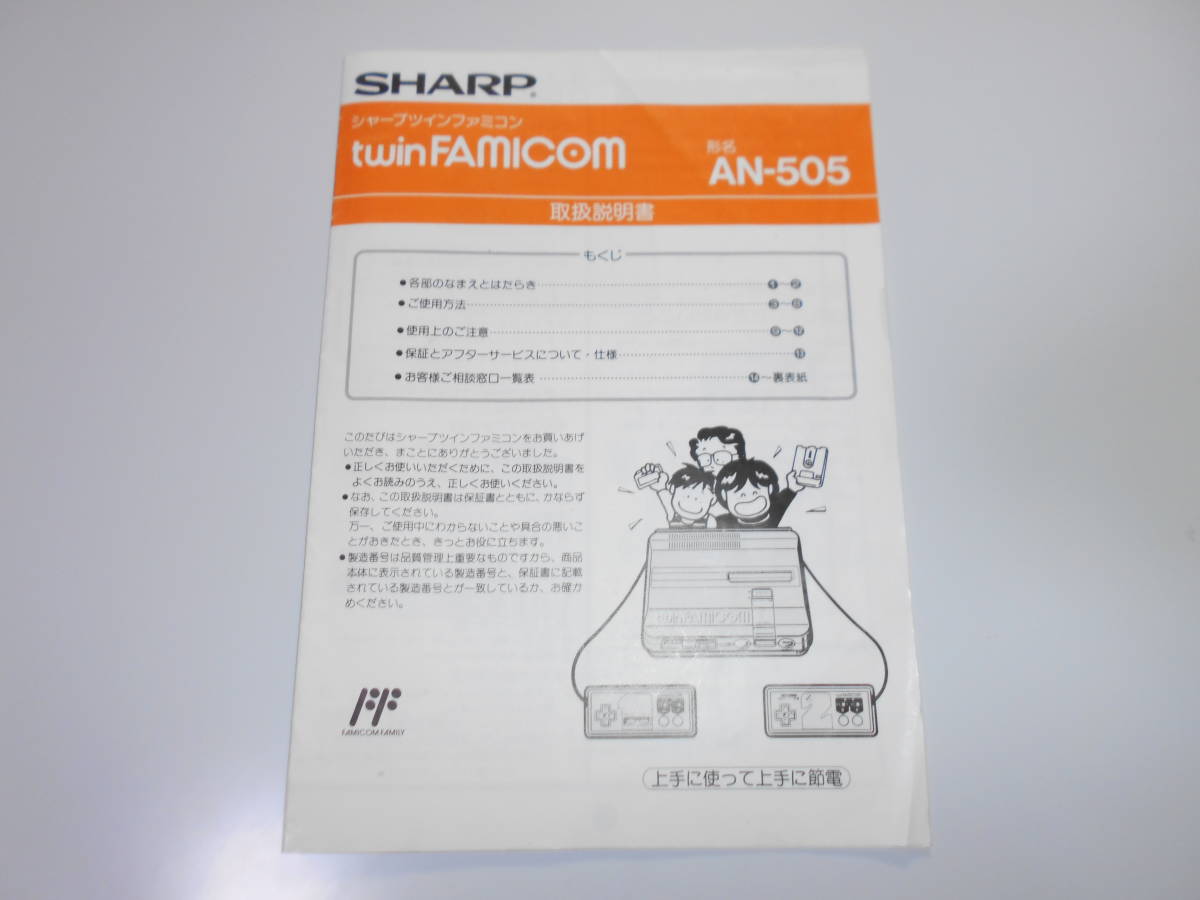 SHARP®
シャープツインファミコン
twin FAMICOM
形名
AN-505
取扱説明書
もくじ
●各部のなまえとはたらき……❶〜❷
●ご使用方法……❸〜❽
●使用上のご注意……❾〜⓬
●保証とアフターサービスについて・仕様……⓭
●お客様ご相談窓口一覧表……⓮〜裏表紙
このたびはシャープツインファミコンをお買いあげ
いただき、まことにありがとうございました。
●正しくお使いいただくために、この取扱説明書を
よくお読みのうえ、正しくお使いください。
●なお、この取扱説明書は保証書とともに、かならず
保存してください。
万一、ご使用中にわからないことや具合の悪いこ
とがおきたとき、きっとお役に立ちます。
●製造番号は品質管理上重要なものですから、商品
本体に表示されている製造番号と、保証書に記載
されている製造番号とが一致しているか、お確か
めください。
twin FAMICOM
FF
FAMICOM FAMILY
上手に使って上手に節電